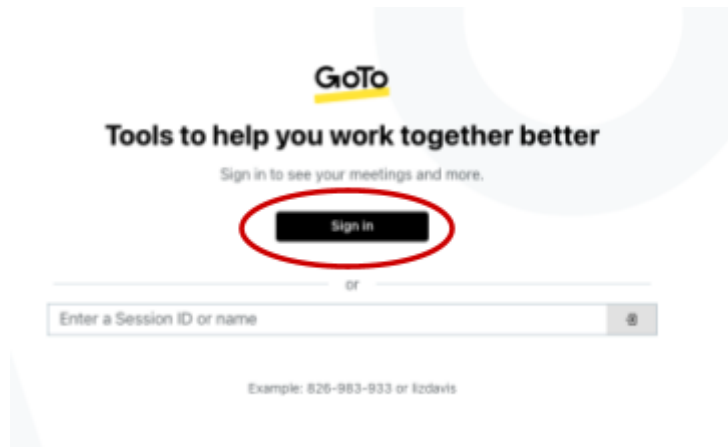 GoTo
Tools to help you work together better
Sign in to see your meetings and more.
Sign in
or
Enter a Session ID or name
Example: 826-983-933 or lizdavis